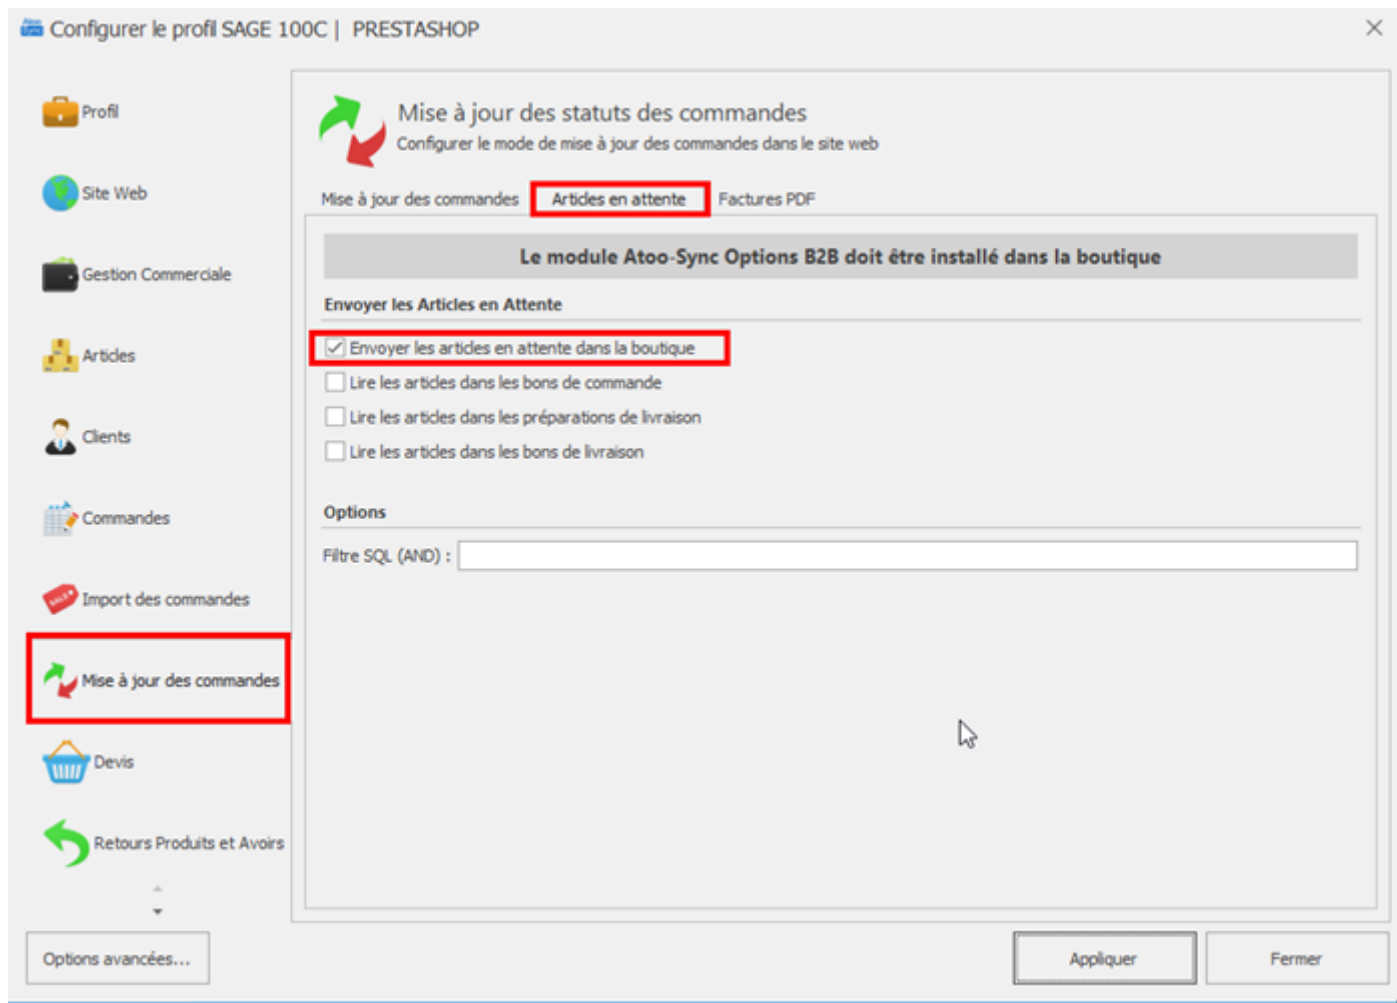 Configurer le profil SAGE 100C | PRESTASHOP
Profil
Site Web
Gestion Commerciale
Articles
Clients
Commandes
Import des commandes
Mise à jour des commandes
Devis
Retours Produits et Avoirs
Options avancées...
Mise à jour des statuts des commandes
Configurer le mode de mise à jour des commandes dans le site web
Mise à jour des commandes Articles en attente Factures PDF
Le module Atoo-Sync Options B2B doit être installé dans la boutique
Envoyer les Articles en Attente
Envoyer les articles en attente dans la boutique
Lire les articles dans les bons de commande
Lire les articles dans les préparations de livraison
Lire les articles dans les bons de livraison
Options
Filtre SQL (AND) :
Appliquer Fermer